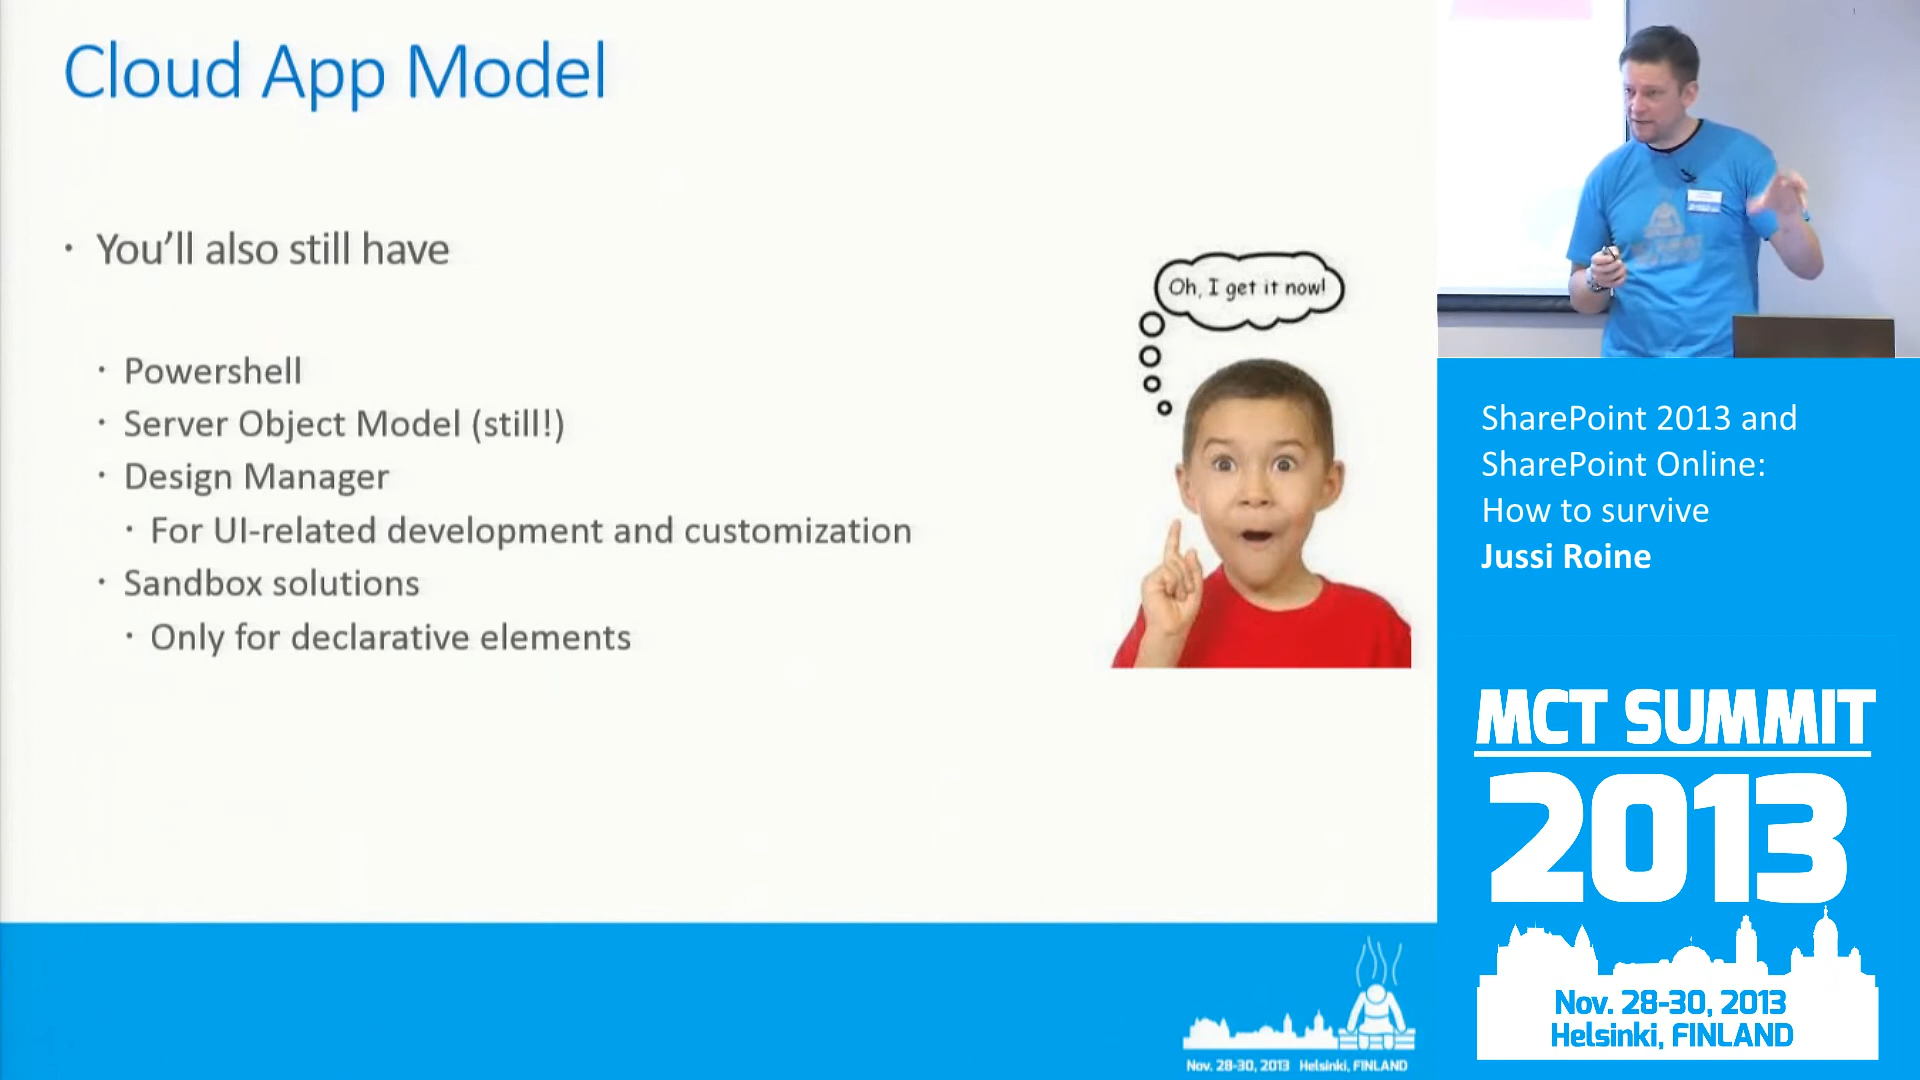 Cloud App Model
• You'll also still have
• Powershell
• Server Object Model (still!)
• Design Manager
• For UI-related development and customization
• Sandbox solutions
• Only for declarative elements
Oh, I get it now!
Nov. 28-30, 2013 Helsinki, FINLAND
SharePoint 2013 and
SharePoint Online:
How to survive
Jussi Roine
MCT SUMMIT
2013
Nov. 28-30, 2013
Helsinki, FINLAND